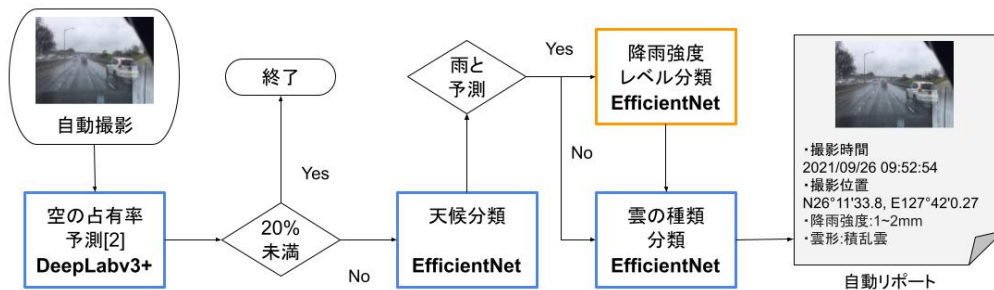 自動撮影
空の占有率
予測[2]
DeepLabv3+
20%
未満
Yes
No
終了
天候分類
EfficientNet
雨と
予測
Yes
No
降雨強度
レベル分類
EfficientNet
雲の種類
分類
EfficientNet
・撮影時間
2021/09/26 09:52:54
・撮影位置
N26°11'33.8, E127°42'0.27
・降雨強度:1~2mm
・雲形:積乱雲
自動リポート